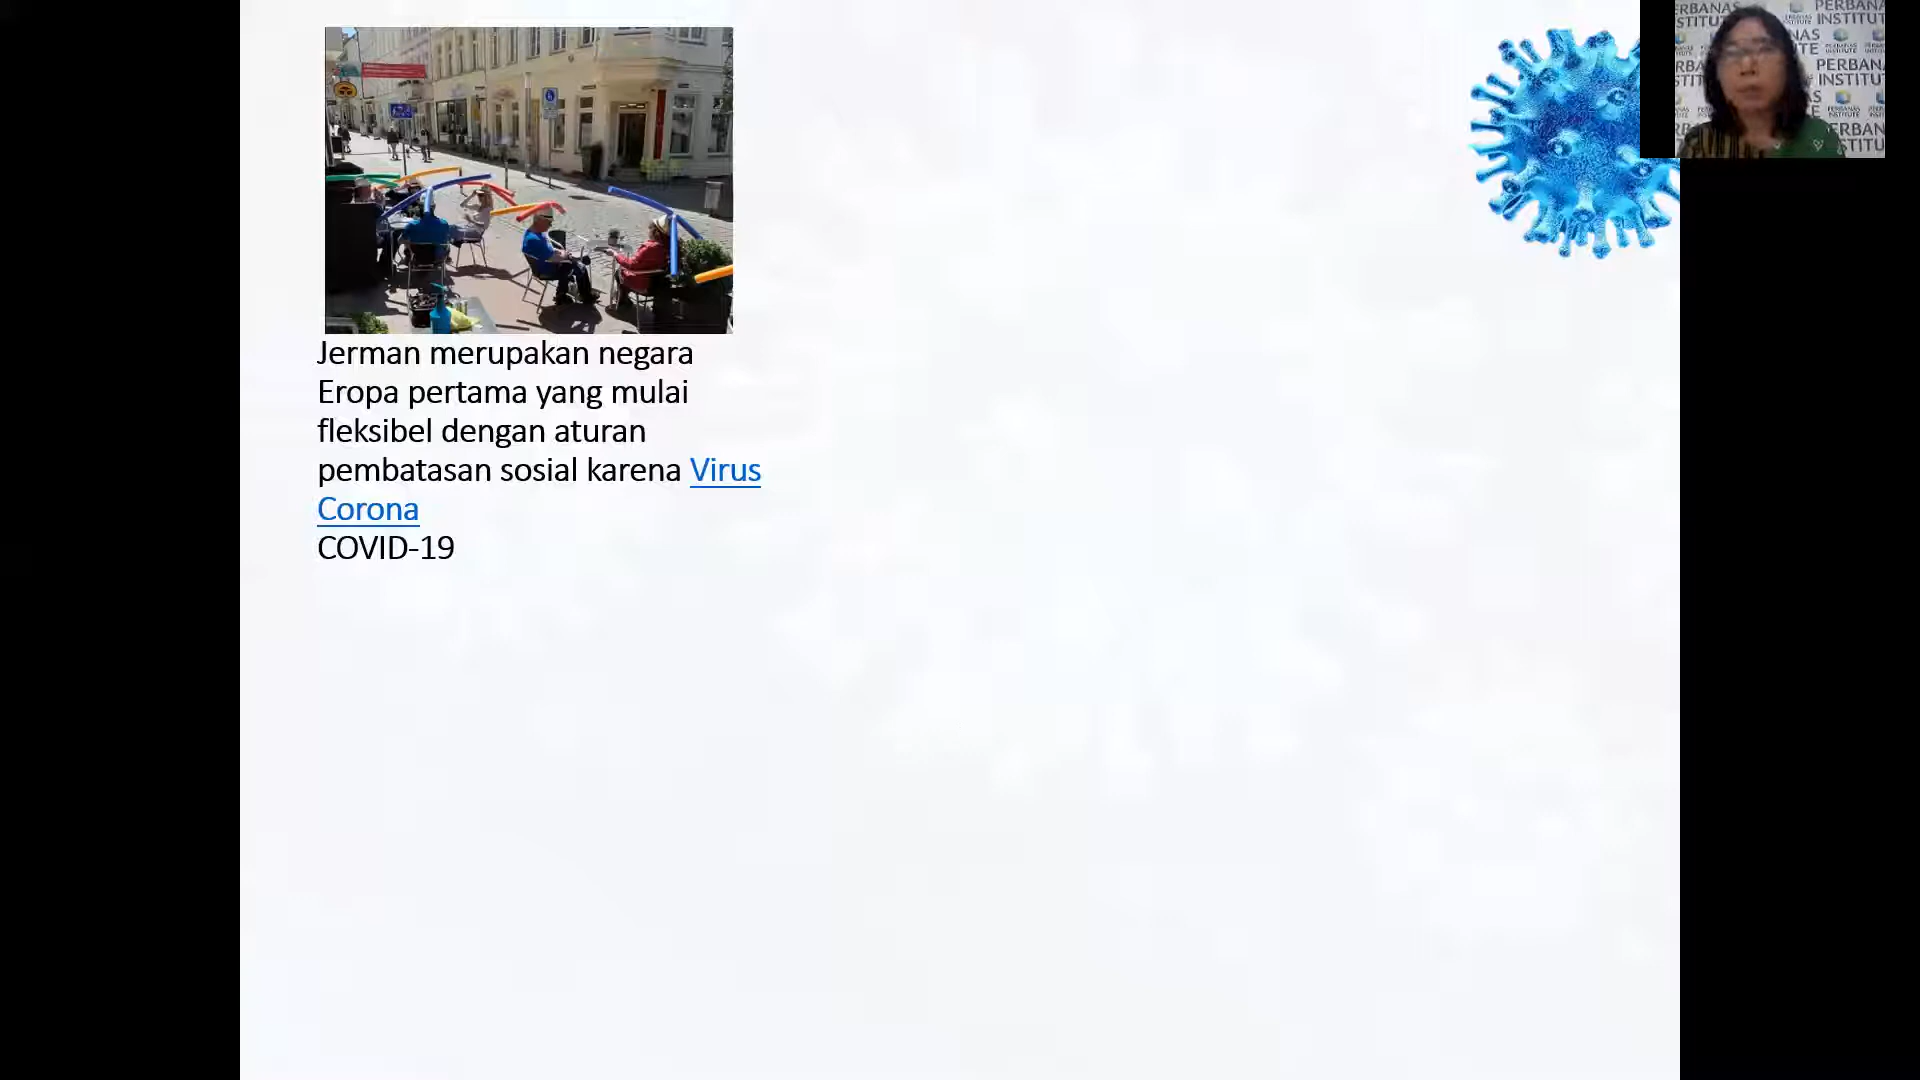 Jerman merupakan negara
Eropa pertama yang mulai
fleksibel dengan aturan
pembatasan sosial karena Virus
Corona
COVID-19
PERBANAS
INSTITUTE